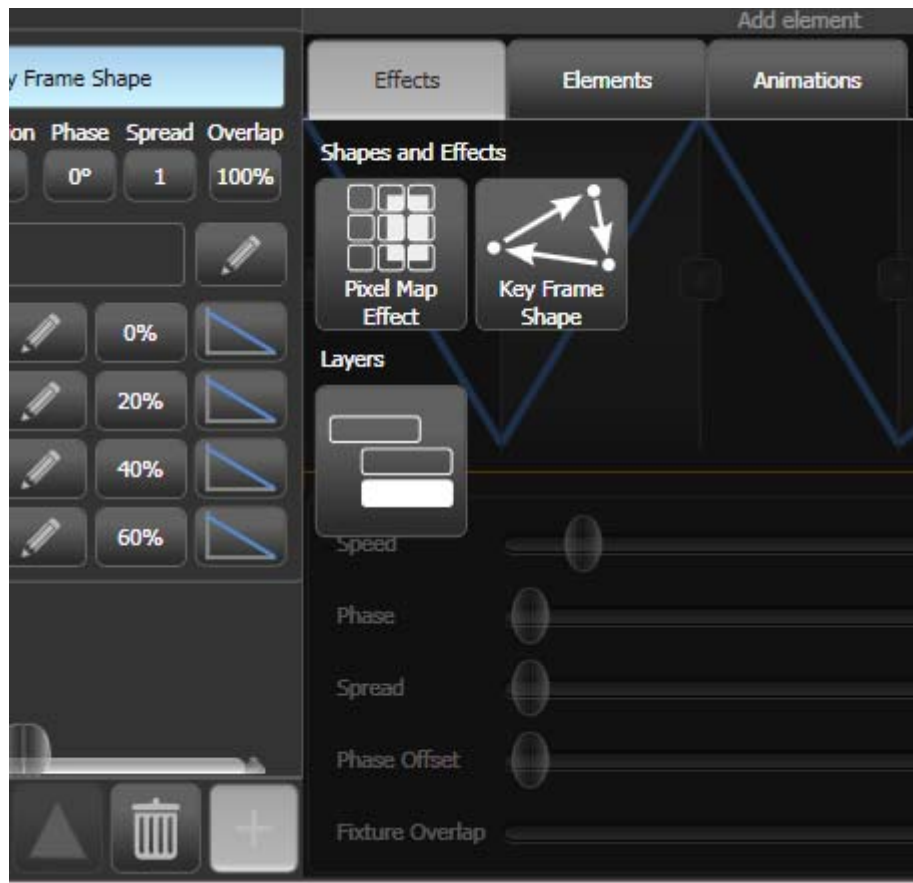 Add element
y Frame Shape
Effects
Elements
Animations
on Phase Spread Overlap
0° 1 100%
Shapes and Effects
Pixel Map
Effect
Key Frame
Shape
0%
Layers
20%
40%
60%
Speed
Phase
Spread
Phase Offset
Fixture Overlap